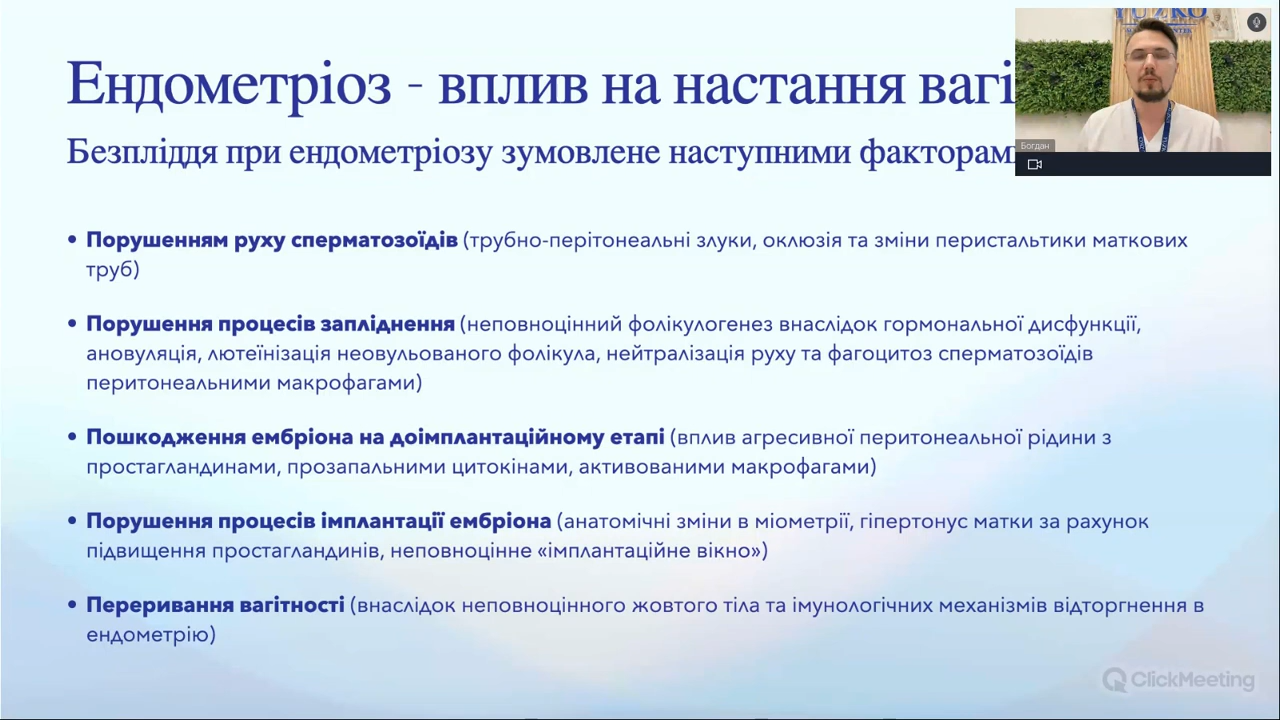 Ендометріоз - вплив на настання вагі
Безпліддя при ендометріозу зумовлене наступними факторам
Богдан
• Порушенням руху сперматозоїдів (трубно-перітонеальні злуки, оклюзія та зміни перистальтики маткових
труб)
• Порушення процесів запліднення (неповноцінний фолікулогенез внаслідок гормональної дисфункції,
ановуляція, лютеїнізація неовульованого фолікула, нейтралізація руху та фагоцитоз сперматозоїдів
перитонеальними макрофагами)
• Пошкодження ембріона на доімплантаційному етапі (вплив агресивної перитонеальної рідини з
простагландинами, прозапальними цитокінами, активованими макрофагами)
• Порушення процесів імплантації ембріона (анатомічні зміни в міометрії, гіпертонус матки за рахунок
підвищення простагландинів, неповноцінне «імплантаційне вікно»)
• Переривання вагітності (внаслідок неповноцінного жовтого тіла та імунологічних механізмів відторгнення в
ендометрію)
ClickMeeting